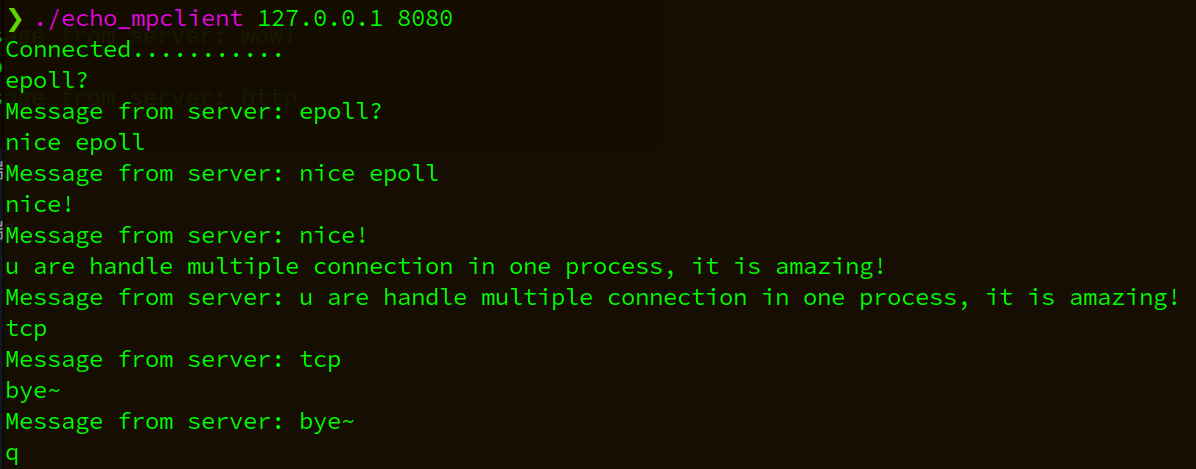 ❯ ./echo_mpclient 127.0.0.1 8080
Connected...........
epoll?
Message from server: epoll?
nice epoll
Message from server: nice epoll
nice!
Message from server: nice!
u are handle multiple connection in one process, it is amazing!
Message from server: u are handle multiple connection in one process, it is amazing!
tcp
Message from server: tcp
bye~
Message from server: bye~
q